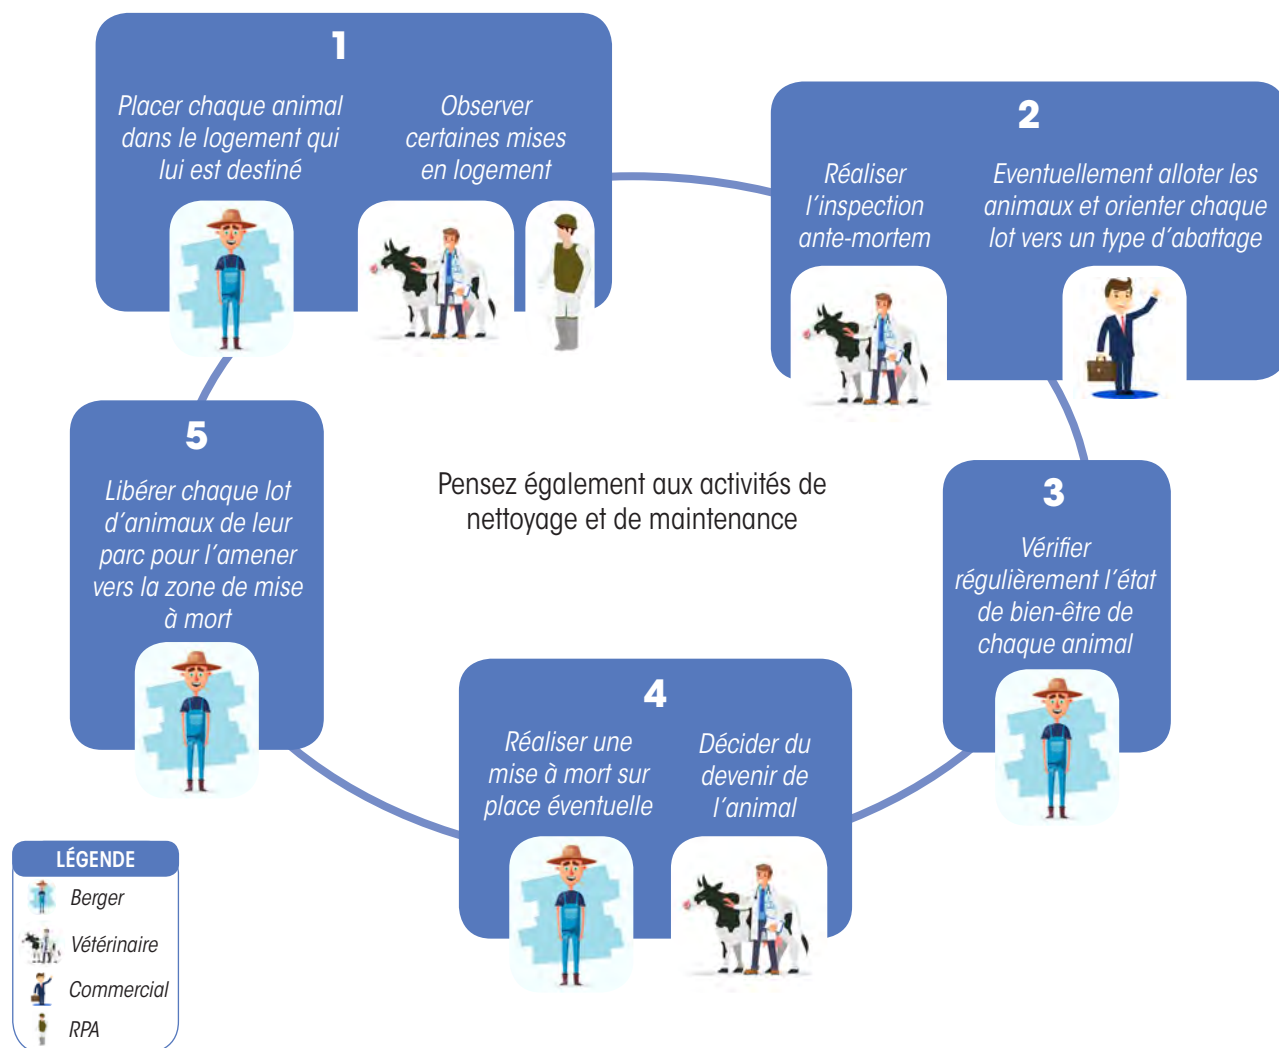 1
Placer chaque animal
dans le logement qui
lui est destiné
Observer
certaines mises
en logement
2
Réaliser
l'inspection
ante-mortem
Eventuellement alloter les
animaux et orienter chaque
lot vers un type d'abattage
5
Libérer chaque lot
d'animaux de leur
parc pour l'amener
vers la zone de mise
à mort
Pensez également aux activités de
nettoyage et de maintenance
3
Vérifier
régulièrement l'état
de bien-être de
chaque animal
4
Réaliser une
mise à mort sur
place éventuelle
Décider du
devenir de
l'animal
LÉGENDE
Berger
Vétérinaire
Commercial
RPA